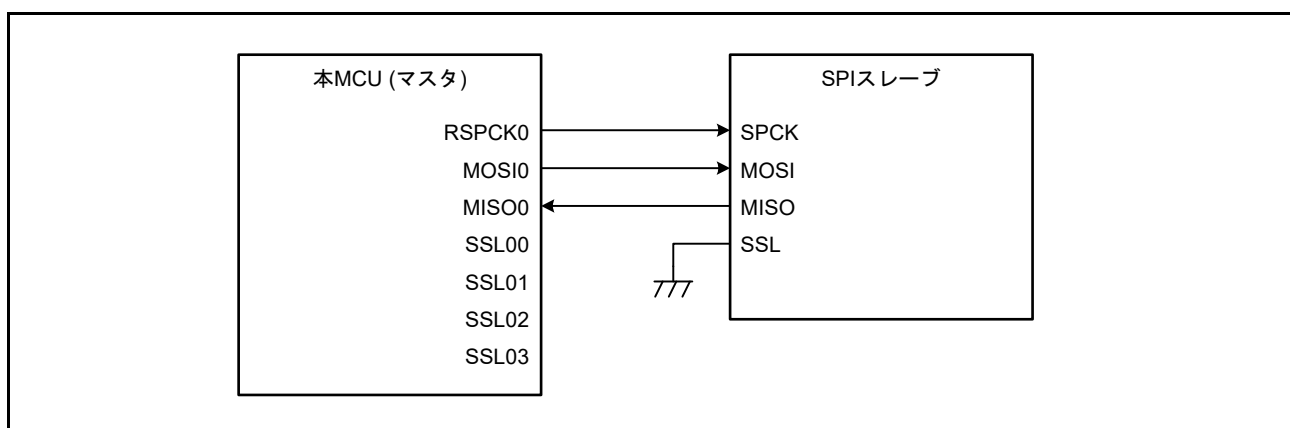 本MCU (マスタ)
RSPCK0
MOSI0
MISO0
SSL00
SSL01
SSL02
SSL03
SPIスレーブ
SPCK
MOSI
MISO
SSL